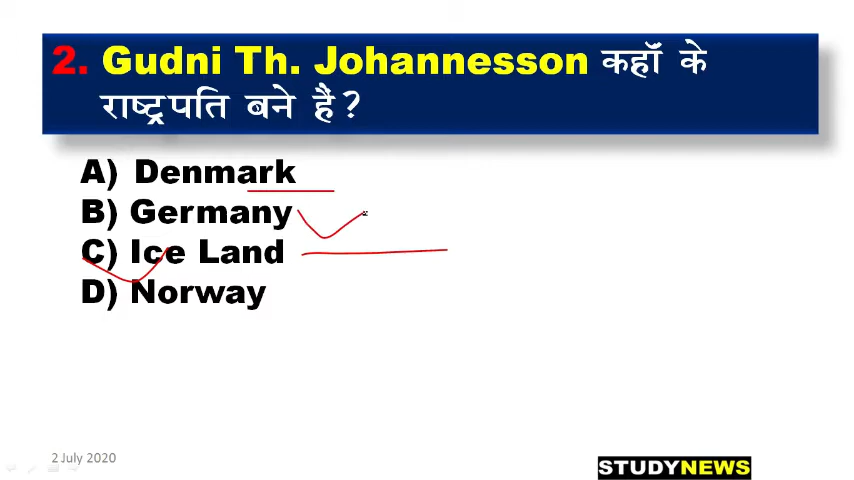 2. Gudni Th. Johannesson कहाॅं के
राष्ट्रपति बने हैं?
A) Denmark
B) Germany
C) Ice Land
D) Norway
2 July 2020
STUDYNEWS